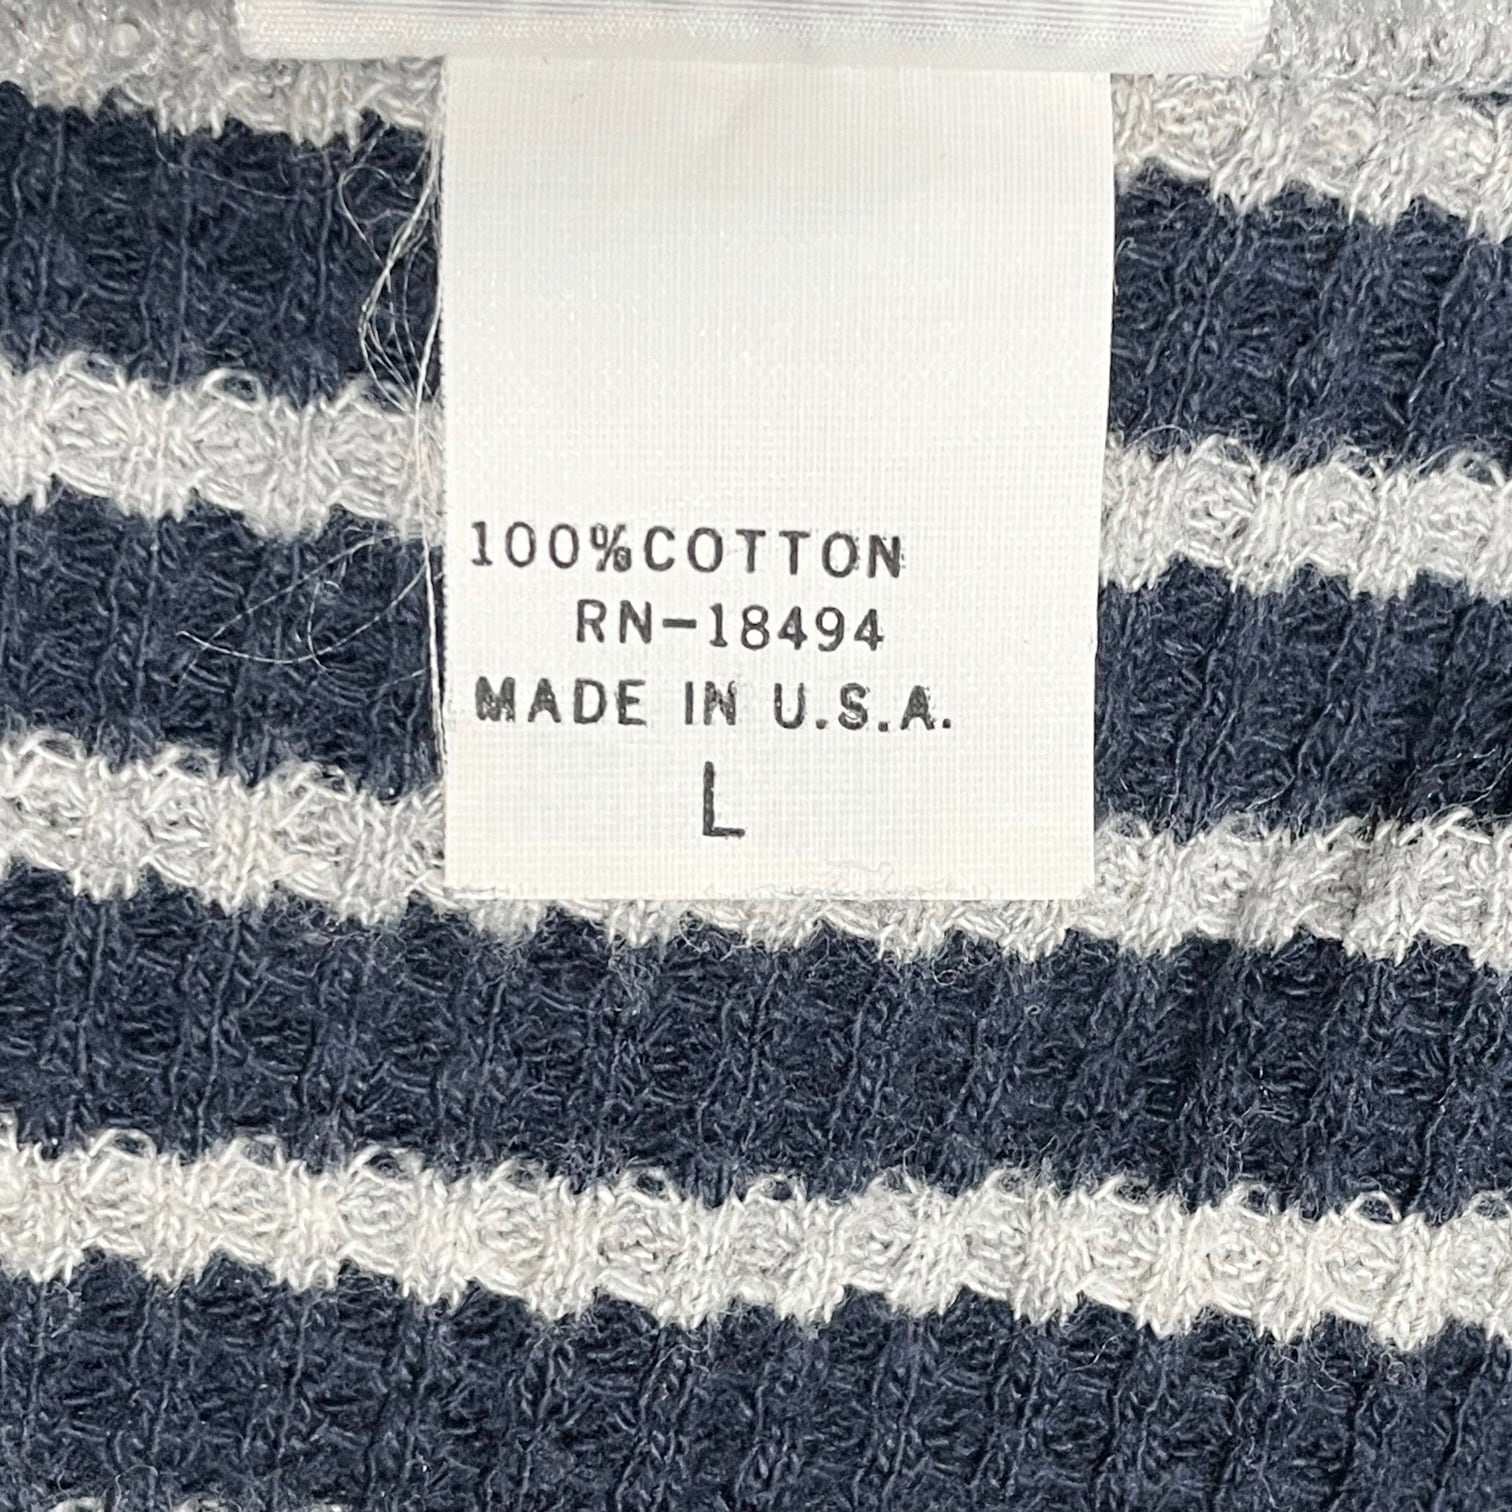 100%COTTON
RN-18494
MADE IN U.S.A.
L